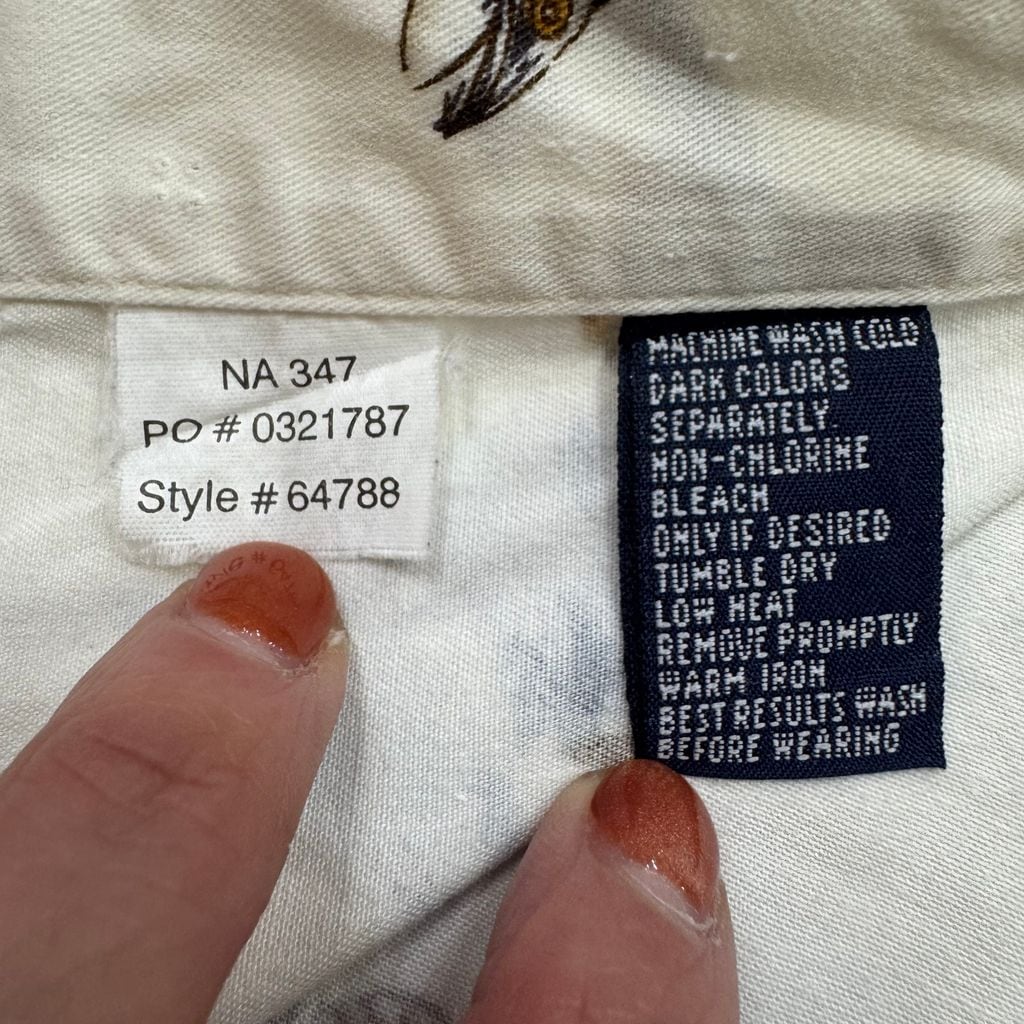 NA 347
PO # 0321787
Style # 64788
MACHINE WASH COLD
DARK COLORS
SEPARATELY
NON-CHLORINE
BLEACH
ONLY IF DESIRED
TUMBLE DRY
LOW HEAT
REMOVE PROMPTLY
WARM IRON
BEST RESULTS WASH
BEFORE WEARING